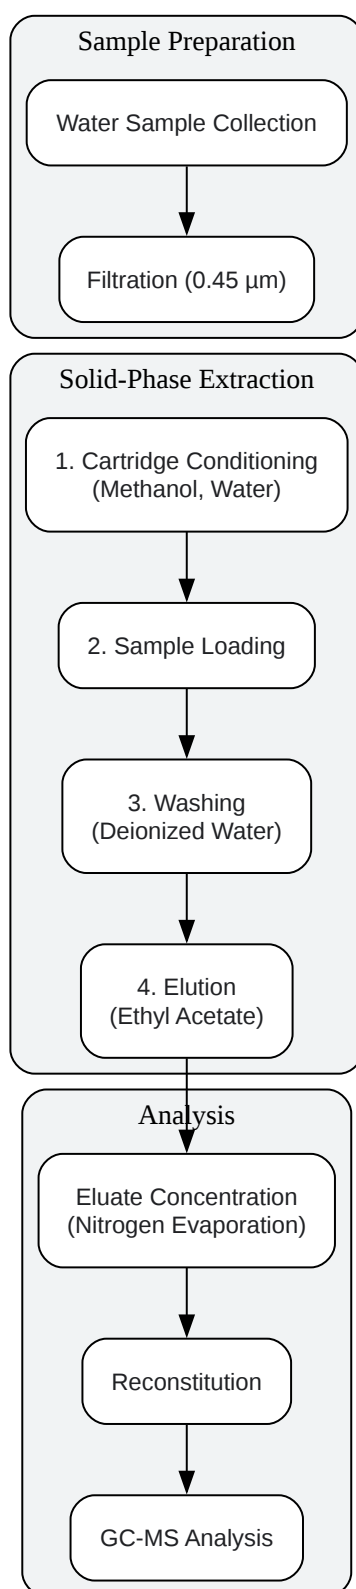 Sample Preparation
Water Sample Collection
Filtration (0.45 µm)
Solid-Phase Extraction
1. Cartridge Conditioning
(Methanol, Water)
2. Sample Loading
3. Washing
(Deionized Water)
4. Elution
(Ethyl Acetate)
Analysis
Eluate Concentration
(Nitrogen Evaporation)
Reconstitution
GC-MS Analysis